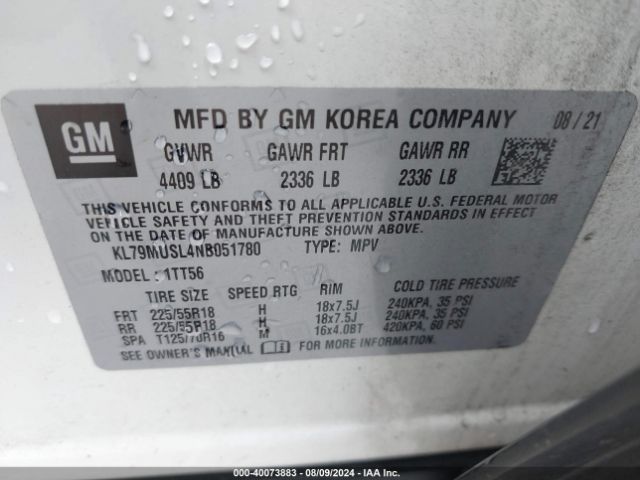 GM
MFD BY GM KOREA COMPANY 08/21
GVWR GAWR FRT GAWR RR
4409 LB 2336 LB 2336 LB
THIS VEHICLE CONFORMS TO ALL APPLICABLE U.S. FEDERAL MOTOR
VEHICLE SAFETY AND THEFT PREVENTION STANDARDS IN EFFECT
ON THE DATE OF MANUFACTURE SHOWN ABOVE.
KL79MUSL4NB051780 TYPE: MPV
MODEL: 1TT56
TIRE SIZE SPEED RTG RIM COLD TIRE PRESSURE
FRT 225/55R18 H 18x7.5J 240KPA, 35 PSI
RR 225/55R18 H 18x7.5J 240KPA, 35 PSI
SPA T125/70R16 M 16x4.0BT 420KPA, 60 PSI
SEE OWNER'S MANUAL FOR MORE INFORMATION.
000-40073883 - 08/09/2024 - IAA Inc.